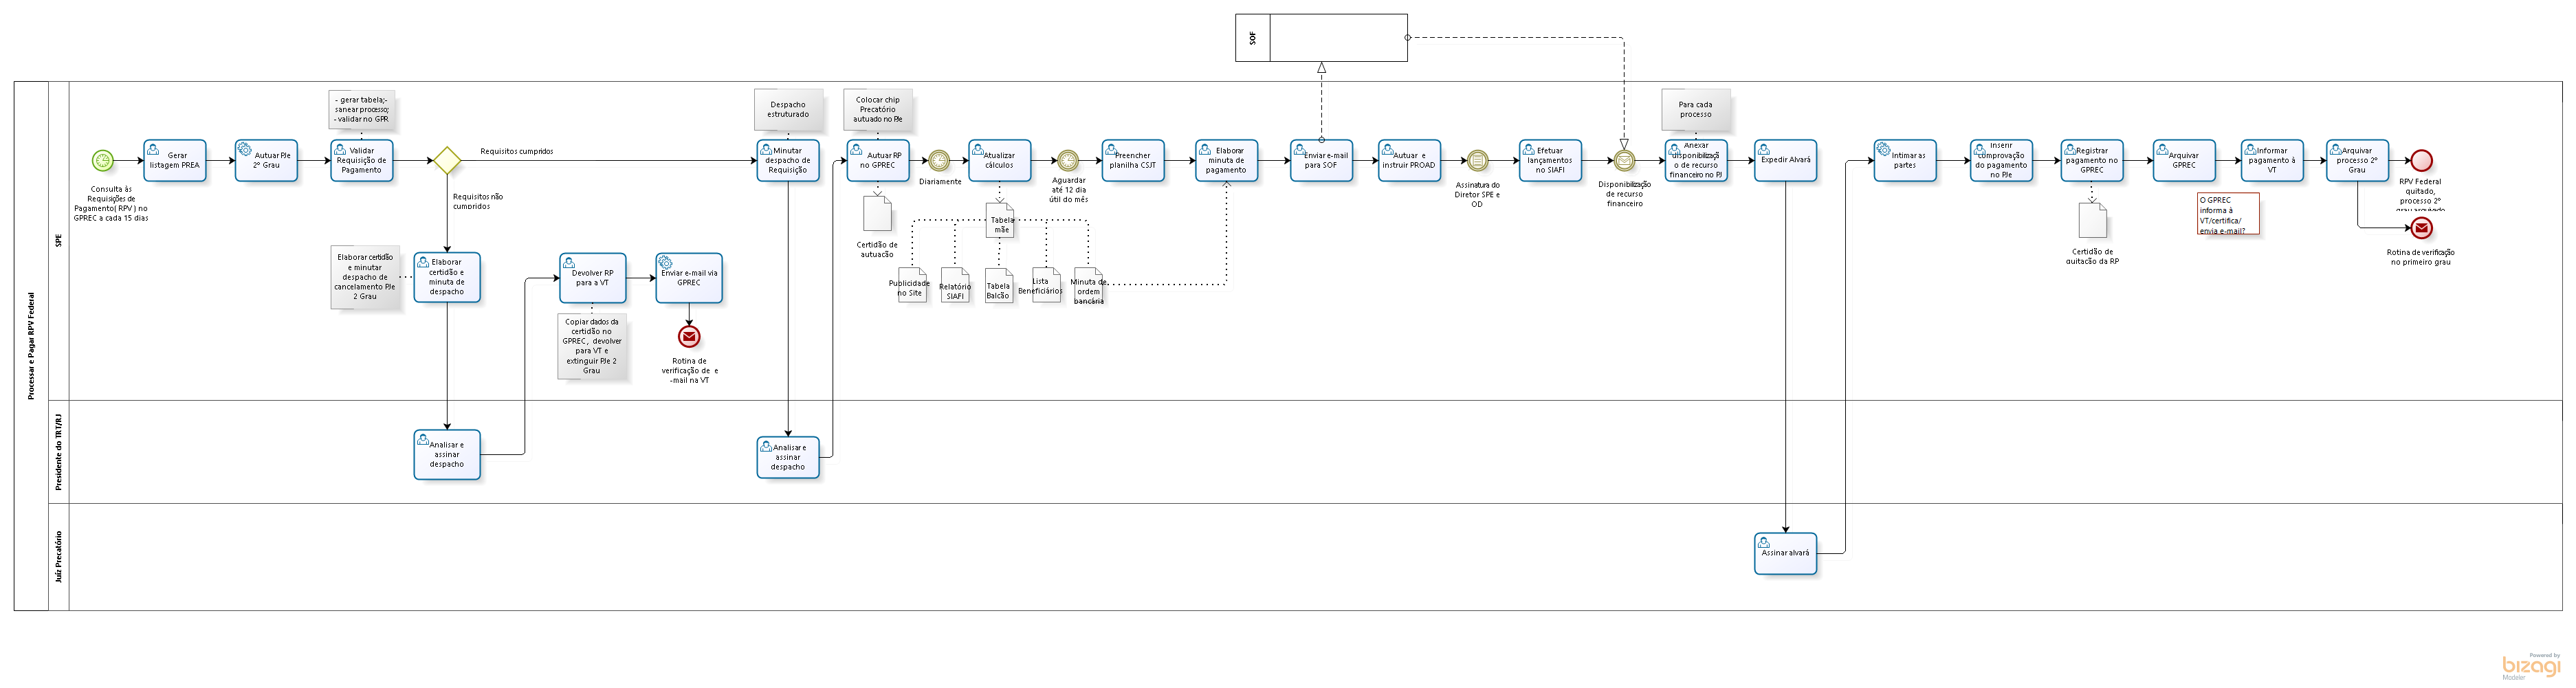 SOF
Processar e Pagar RPV Federal
SPE
Presidente do TRT/RJ
Juiz Precatório
Consulta às
Requisições de
Pagamento( RPV ) no
GPREC a cada 15 dias
Gerar
listagem PREA
Autuar PJe
2º Grau
- gerar tabela;-
sanear processo;
- validar no GPR
Validar
Requisição de
Pagamento
Requisitos cumpridos
Requisitos não
cumpridos
Elaborar certidão
e minutar
despacho de
cancelamento PJe
2 Grau
Elaborar
certidão e
minuta de
despacho
Analisar e
assinar
despacho
Devolver RP
para a VT
Copiar dados da
certidão no
GPREC , devolver
para VT e
extinguir PJe 2
Grau
Enviar e-mail via
GPREC
Rotina de
verificação de e
-mail na VT
Despacho
estruturado
Minutar
despacho de
Requisição
Analisar e
assinar
despacho
Colocar chip
Precatório
autuado no PJe
Autuar RP
no GPREC
Certidão de
autuação
Diariamente
Atualizar
cálculos
Tabela
mãe
Publicidade
no Site
Relatório
SIAFI
Tabela
Balcão
Lista
Beneficiários
Minuta de
ordem
bancária
Aguardar
até 12 dia
útil do mês
Preencher
planilha CSJT
Elaborar
minuta de
pagamento
Enviar e-mail
para SOF
Autuar e
instruir PROAD
Assinatura do
Diretor SPE e
OD
Efetuar
lançamentos
no SIAFI
Disponibilização
de recurso
financeiro
Para cada
processo
Anexar
disponibilizaçã
o de recurso
financeiro no PJ
Expedir Alvará
Assinar alvará
Intimar as
partes
Inserir
comprovação
do pagamento
no PJe
Registrar
pagamento no
GPREC
Certidão de
quitação da RP
Arquivar
GPREC
O GPREC
informa à
VT/certifica/
envia e-mail?
Informar
pagamento à
VT
Arquivar
processo 2º
Grau
RPV Federal
quitado,
processo 2º
grau arquivado
Rotina de verificação
no primeiro grau
Powered by
bizagi
Modeler